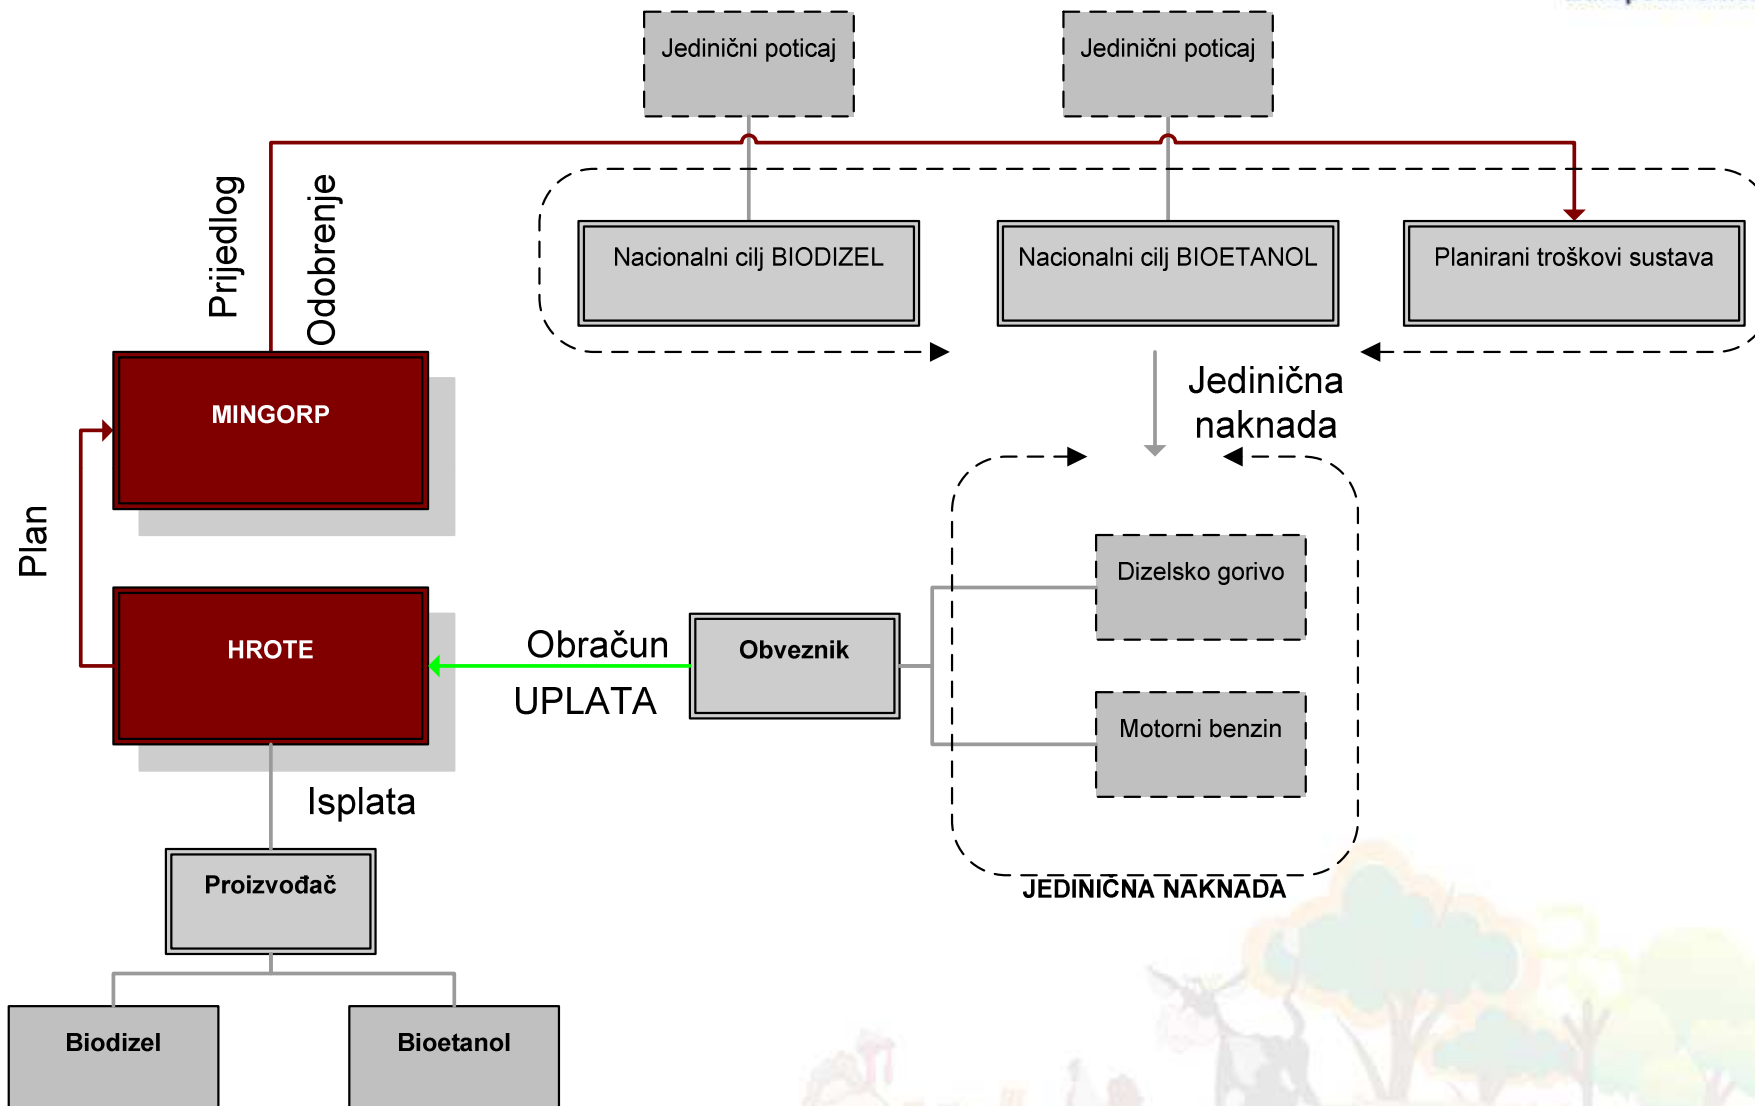 Jedinični poticaj
Jedinični poticaj
Prijedlog
Odobrenje
Nacionalni cilj BIODIZEL
Nacionalni cilj BIOETANOL
Planirani troškovi sustava
MINGORP
Jedinična
naknada
Plan
Dizelsko gorivo
HROTE
Obračun
UPLATA
Obveznik
Motorni benzin
Isplata
Proizvođač
JEDINIČNA NAKNADA
Biodizel
Bioetanol